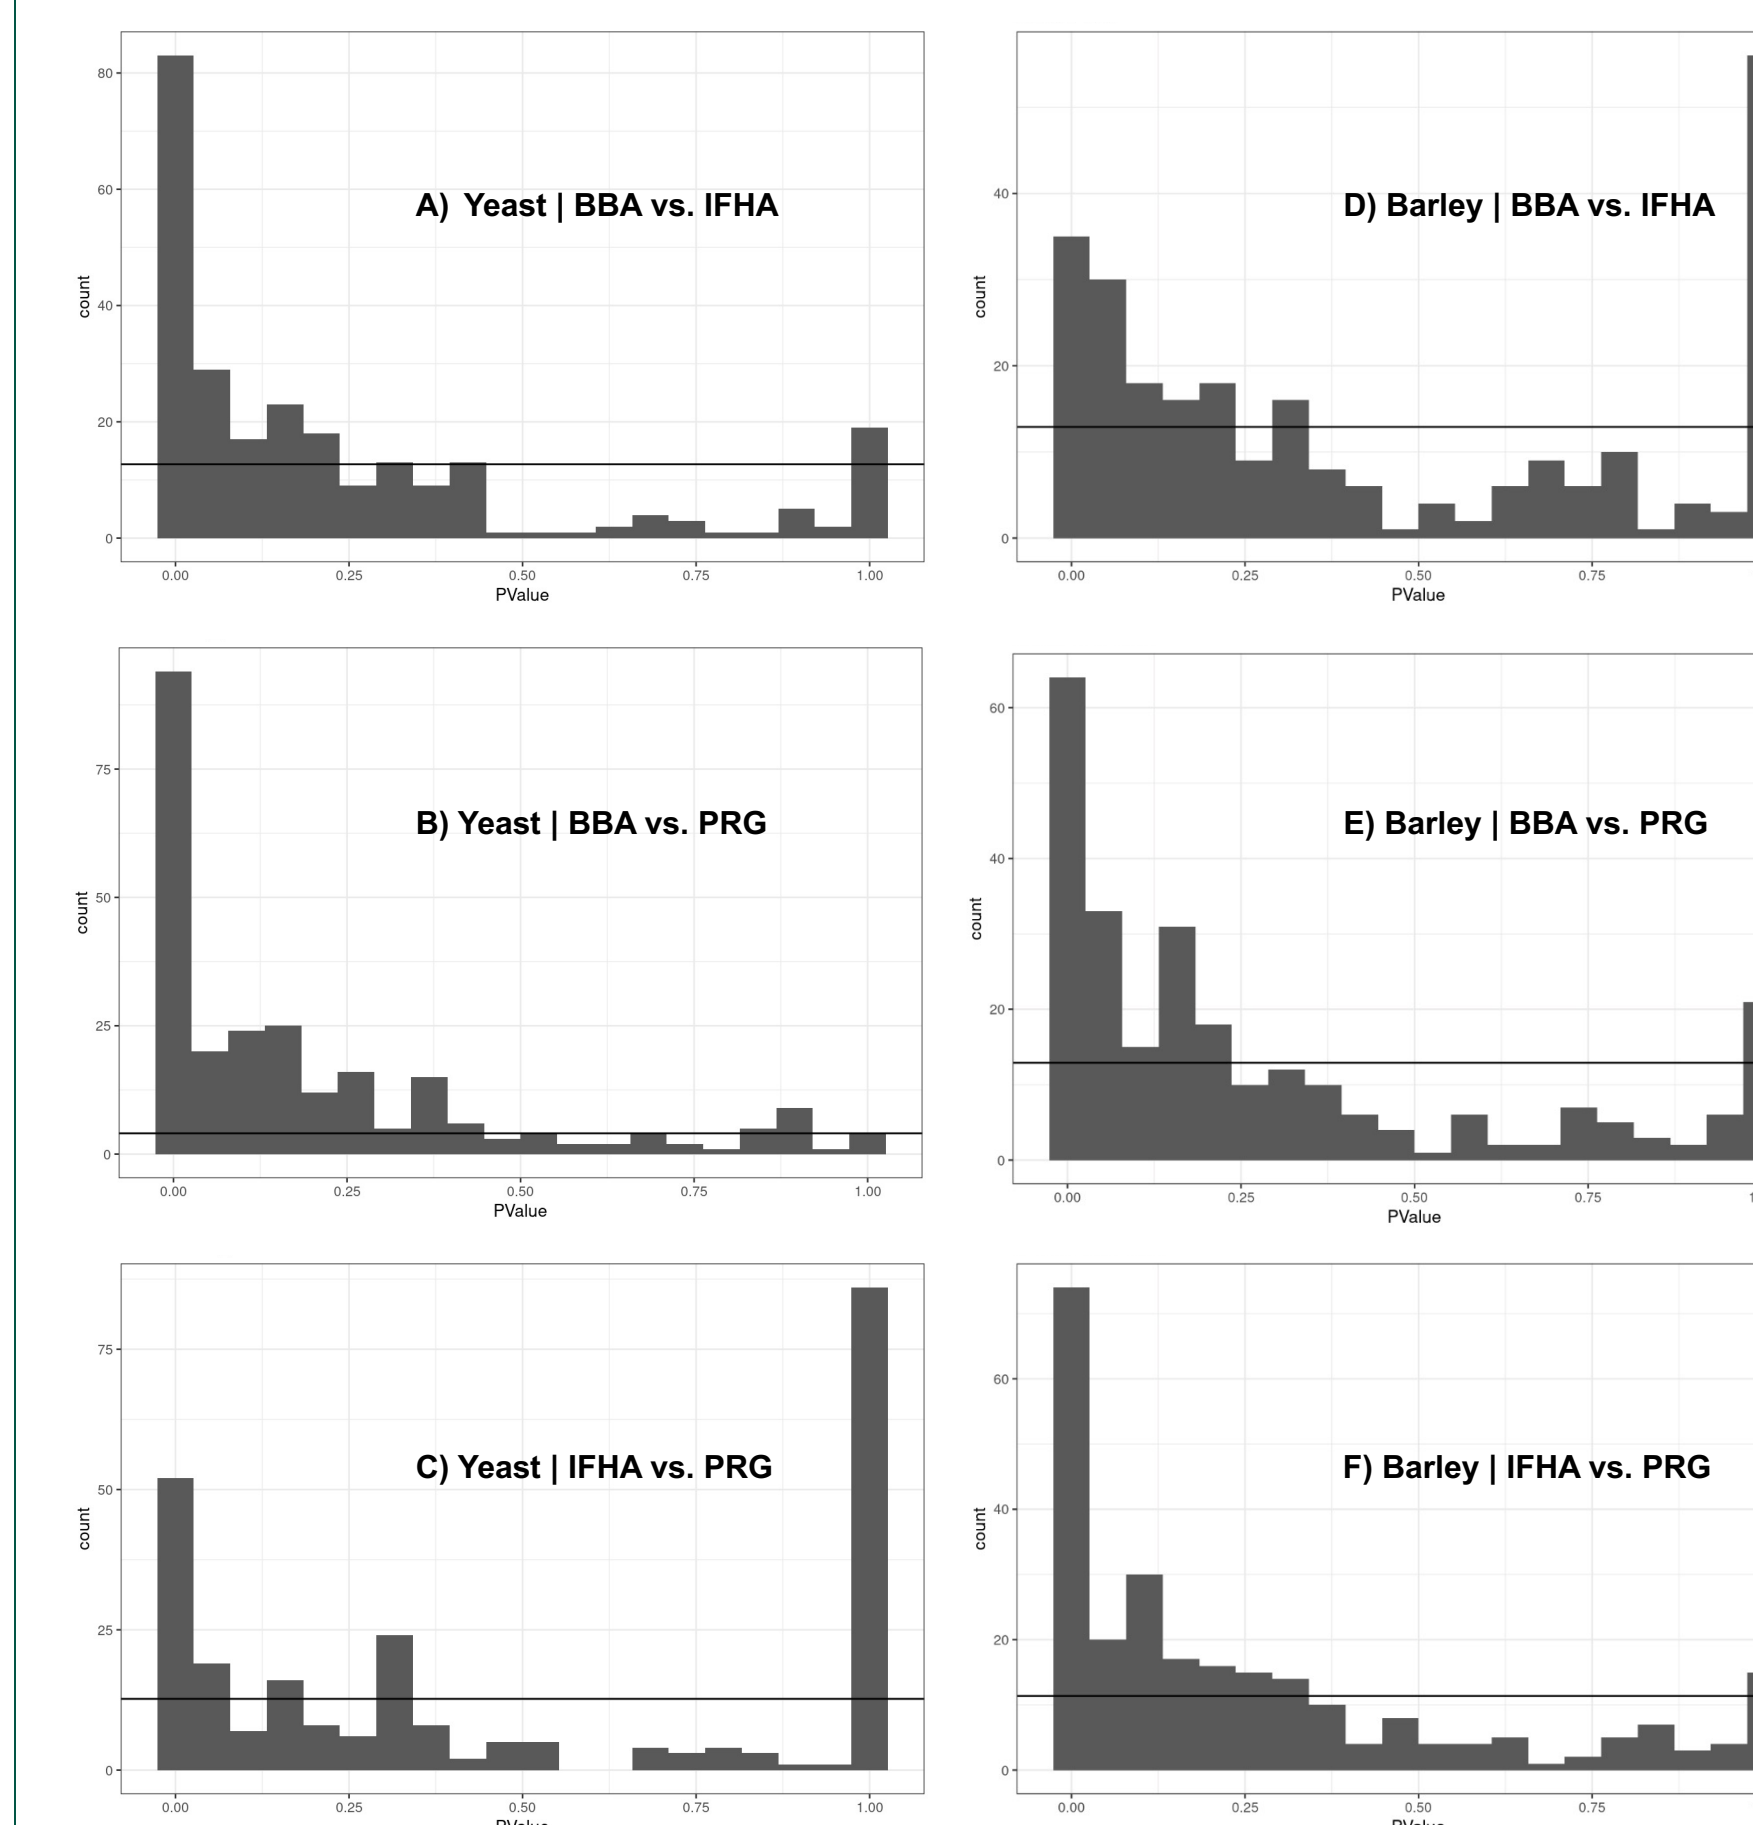 80
60
40
20
0
count
A) Yeast | BBA vs. IFHA
0.00 0.25 0.50 0.75 1.00
PValue
40
20
0
count
D) Barley | BBA vs. IFHA
0.00 0.25 0.50 0.75
PValue
75
50
25
0
count
B) Yeast | BBA vs. PRG
0.00 0.25 0.50 0.75 1.00
PValue
60
40
20
0
count
E) Barley | BBA vs. PRG
0.00 0.25 0.50 0.75
PValue
75
50
25
0
count
C) Yeast | IFHA vs. PRG
0.00 0.25 0.50 0.75 1.00
PValue
60
40
20
0
count
F) Barley | IFHA vs. PRG
0.00 0.25 0.50 0.75
PValue